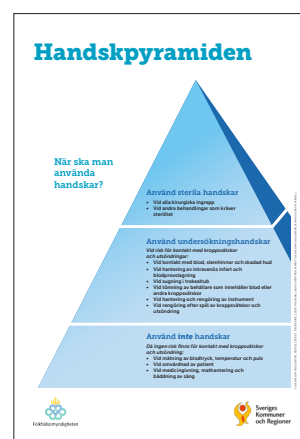 Handskpyramiden
När ska man
använda
handskar?
Använd sterila handskar
• Vid alla kirurgiska ingrepp
• Vid andra behandlingar som kräver
sterilitet
Använd undersökningshandskar
Vid risk för kontakt med kroppsvätskor
och utsöndringar:
• Vid kontakt med blod, slemhinnor och skadad hud
• Vid hantering av intravenös infart och
blodprovstagning
• Vid sugning i trakealtub
• Vid tömning av behållare som innehåller blod eller
andra kroppsvätskor
• Vid hantering och rengöring av instrument
• Vid rengöring efter spill av kroppsvätskor och
utsöndring
Använd inte handskar
Då ingen risk finns för kontakt med kroppsvätskor
och utsöndring:
• Vid mätning av blodtryck, temperatur och puls
• Vid omvårdnad av patient
• Vid medicingivning, mathantering och
bäddning av säng
Folkhälsomyndigheten
Sveriges
Kommuner
och Regioner